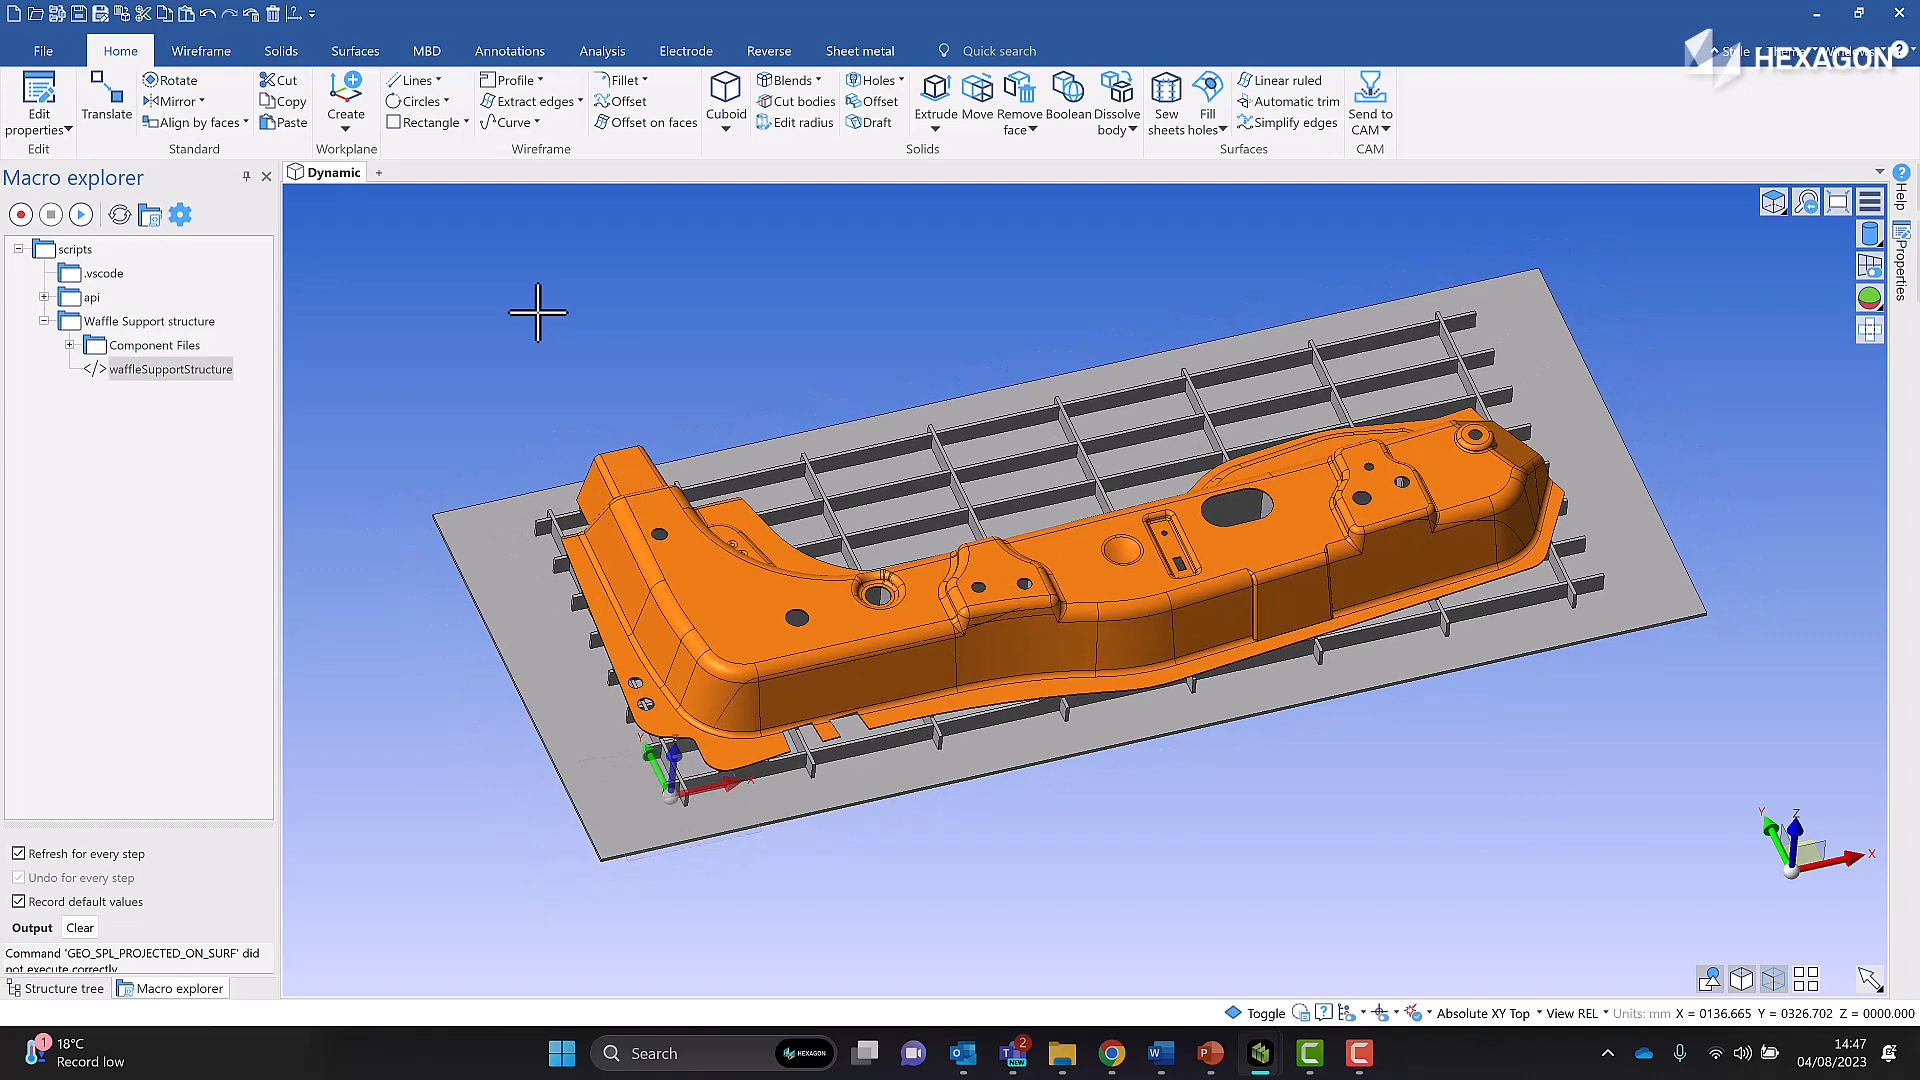 File
Home
Wireframe
Solids
Surfaces
MBD
Annotations
Analysis
Electrode
Reverse
Sheet metal
Quick search
Style
HEXAGON
Edit
properties
Edit
Translate
Rotate
Mirror
Align by faces
Cut
Copy
Paste
Standard
Create
Workplane
Lines
Circles
Rectangle
Profile
Extract edges
Curve
Fillet
Offset
Offset on faces
Wireframe
Cuboid
Blends
Cut bodies
Edit radius
Holes
Offset
Draft
Extrude
Move
Remove
face
Boolean
Dissolve
body
Solids
Sew
sheets
Fill
holes
Linear ruled
Automatic trim
Simplify edges
Surfaces
Send to
CAM
CAM
Macro explorer
Dynamic
+
Help
Properties
scripts
.vscode
api
Waffle Support structure
Component Files
</> waffleSupportStructure
Refresh for every step
Undo for every step
Record default values
Output
Clear
Command 'GEO_SPL_PROJECTED_ON_SURF' did
not execute correctly
Structure tree
Macro explorer
Y
X
Y
Z
X
Toggle
Absolute XY Top
View REL
Units: mm
X = 0136.665
Y = 0326.702
Z = 0000.000
1
18°C
Record low
Search
HEXAGON
2
NEW
14:47
04/08/2023